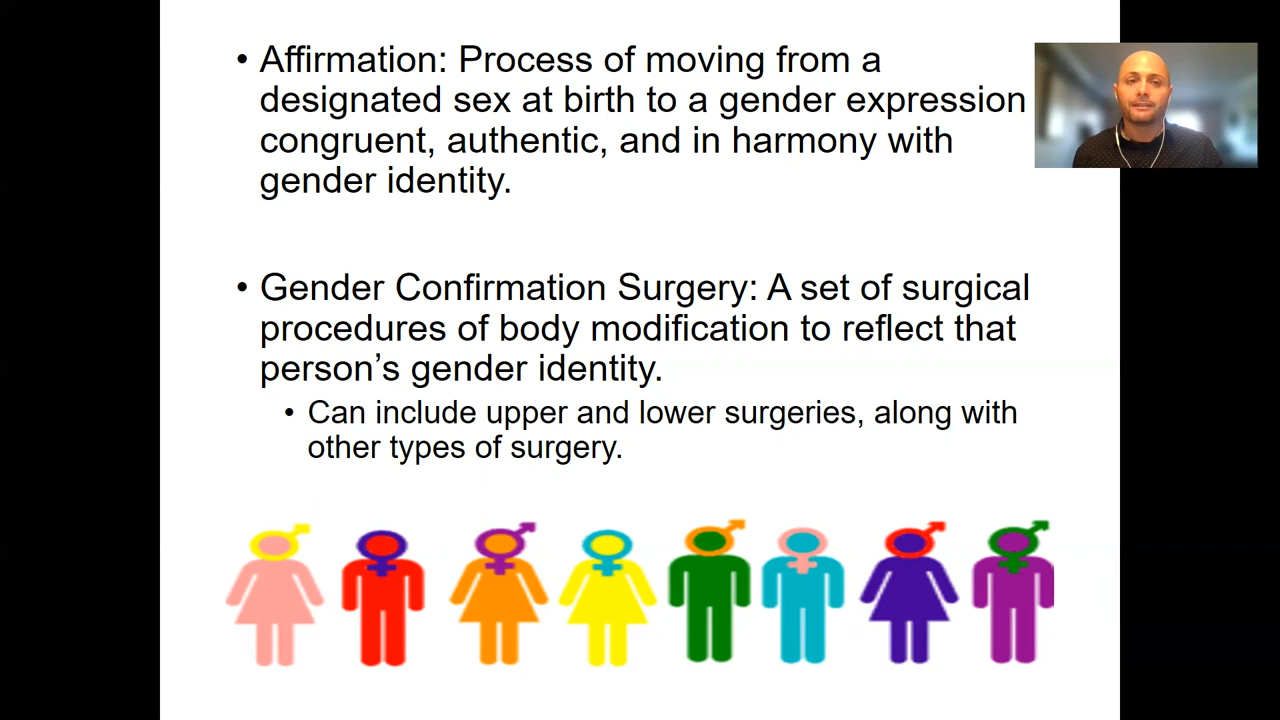 • Affirmation: Process of moving from a
designated sex at birth to a gender expression
congruent, authentic, and in harmony with
gender identity.
• Gender Confirmation Surgery: A set of surgical
procedures of body modification to reflect that
person’s gender identity.
• Can include upper and lower surgeries, along with
other types of surgery.